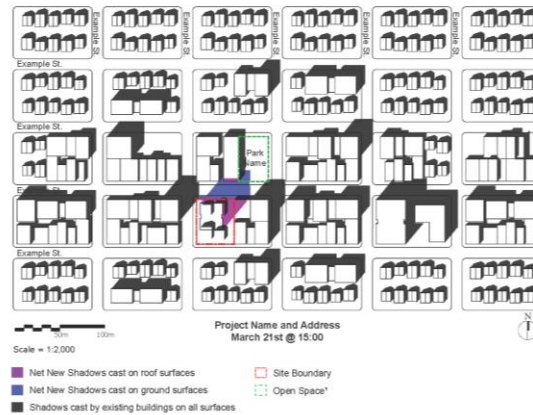 Example St.
Example St.
Example St.
Example St.
Example St.
Example St.
Park
Name
Example St.
50m 100m
Scale = 1:2,000
Project Name and Address
March 21st @ 15:00
N
Net New Shadows cast on roof surfaces
Net New Shadows cast on ground surfaces
Shadows cast by existing buildings on all surfaces
Site Boundary
Open Space*